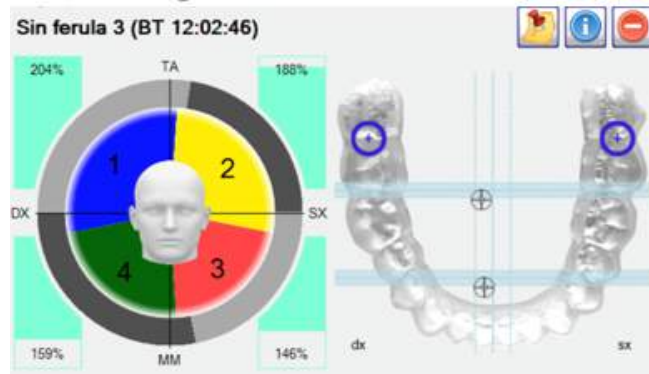 Sin ferula 3 (BT 12:02:46)
204%
TA
188%
1
2
DX
SX
4
3
159%
MM
146%
dx
sx